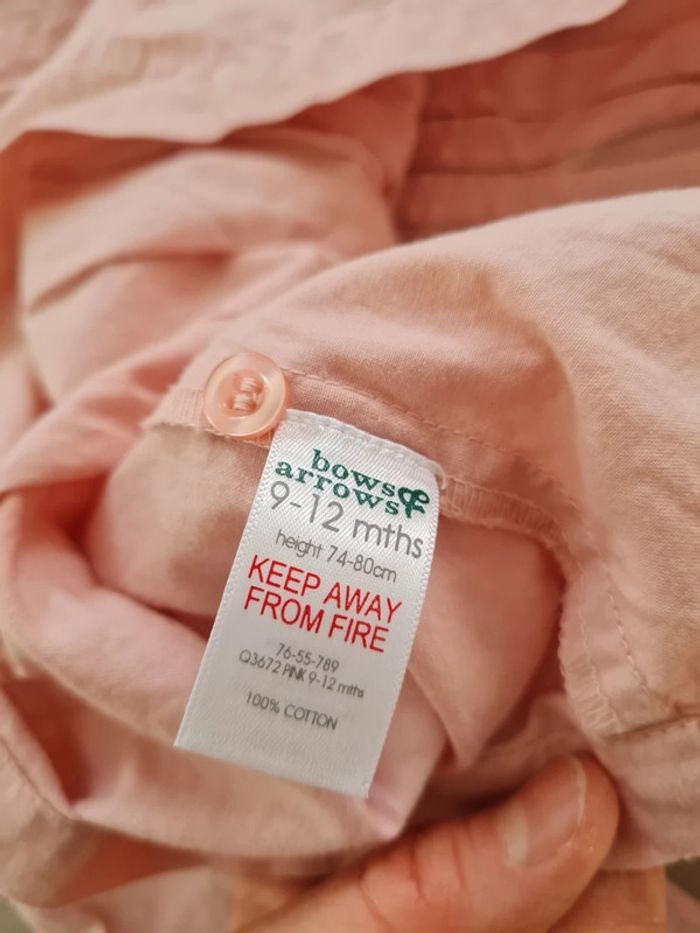 bows &
arrows
9-12 mths
height 74-80cm
KEEP AWAY
FROM FIRE
76-55-789
Q3672 PINK 9-12 mths
100% COTTON